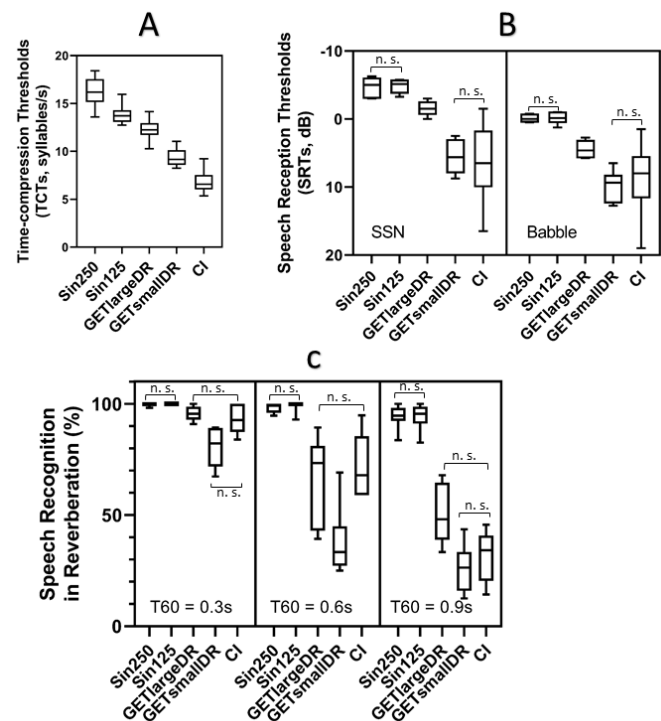 A
Time-compression Thresholds
(TCTs, syllables/s)
20
15
10
5
0
Sin250
Sin125
GETlargeDR
GETsmallDR
CI
B
Speech Reception Thresholds
(SRTs, dB)
-10
0
10
20
n. s.
n. s.
n. s.
n. s.
SSN
Babble
Sin250
Sin125
GETlargeDR
GETsmallDR
CI
Sin250
Sin125
GETlargeDR
GETsmallDR
CI
C
Speech Recognition
in Reverberation (%)
100
50
0
n. s.
n. s.
n. s.
n. s.
n. s.
n. s.
n. s.
n. s.
T60 = 0.3s
T60 = 0.6s
T60 = 0.9s
Sin250
Sin125
GETlargeDR
GETsmallDR
CI
Sin250
Sin125
GETlargeDR
GETsmallDR
CI
Sin250
Sin125
GETlargeDR
GETsmallDR
CI